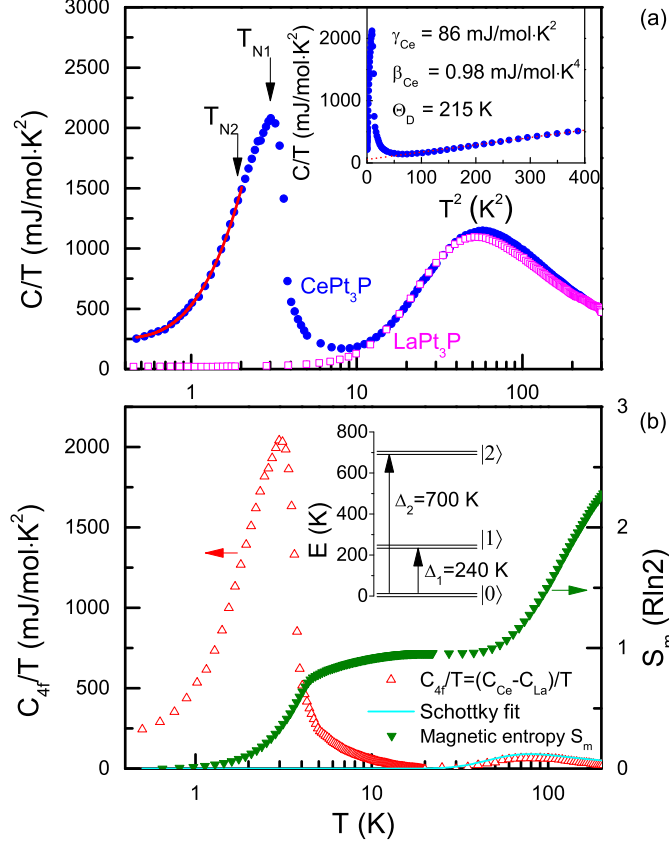 (a)
3000
2500
2000
1500
1000
500
0
C/T (mJ/mol·K²)
T_N1
T_N2
CePt₃P
LaPt₃P
1
10
100
2000
1000
0
C/T (mJ/mol·K²)
γ_Ce = 86 mJ/mol·K²
β_Ce = 0.98 mJ/mol·K⁴
Θ_D = 215 K
0
200
400
T² (K²)
(b)
2000
1500
1000
500
0
C₄f/T (mJ/mol·K²)
800
600
400
200
0
E (K)
|2⟩
Δ₂ = 700 K
|1⟩
Δ₁=240 K
|0⟩
3
2
1
0
S_m (Rln2)
C₄f/T=(C_Ce-C_La)/T
Schottky fit
Magnetic entropy S_m
1
10
100
T (K)